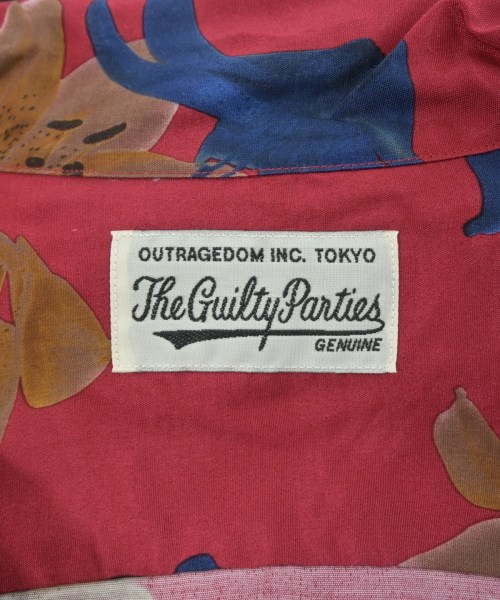 OUTRAGEDOM INC. TOKYO
The Guilty Parties
GENUINE